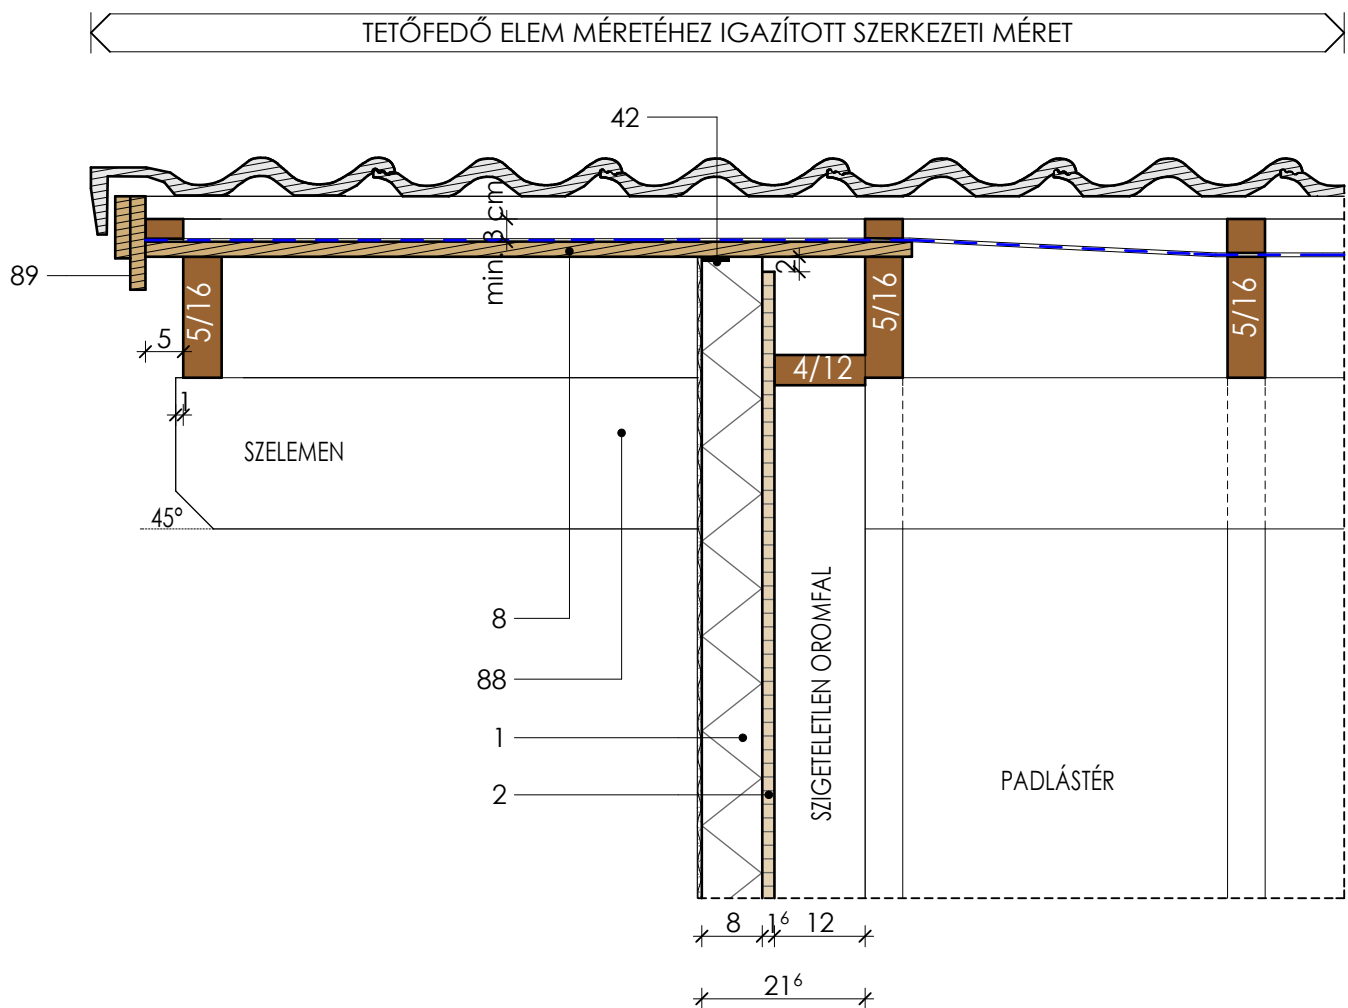 TETŐFEDŐ ELEM MÉRETÉHEZ IGAZÍTOTT SZERKEZETI MÉRET
42
min. 3 cm
89
2
5/16
5/16
5/16
5
4/12
1
SZELEMEN
45°
8
SZIGETELETLEN OROMFAL
88
1
PADLÁSTÉR
2
8 1⁶ 12
21⁶